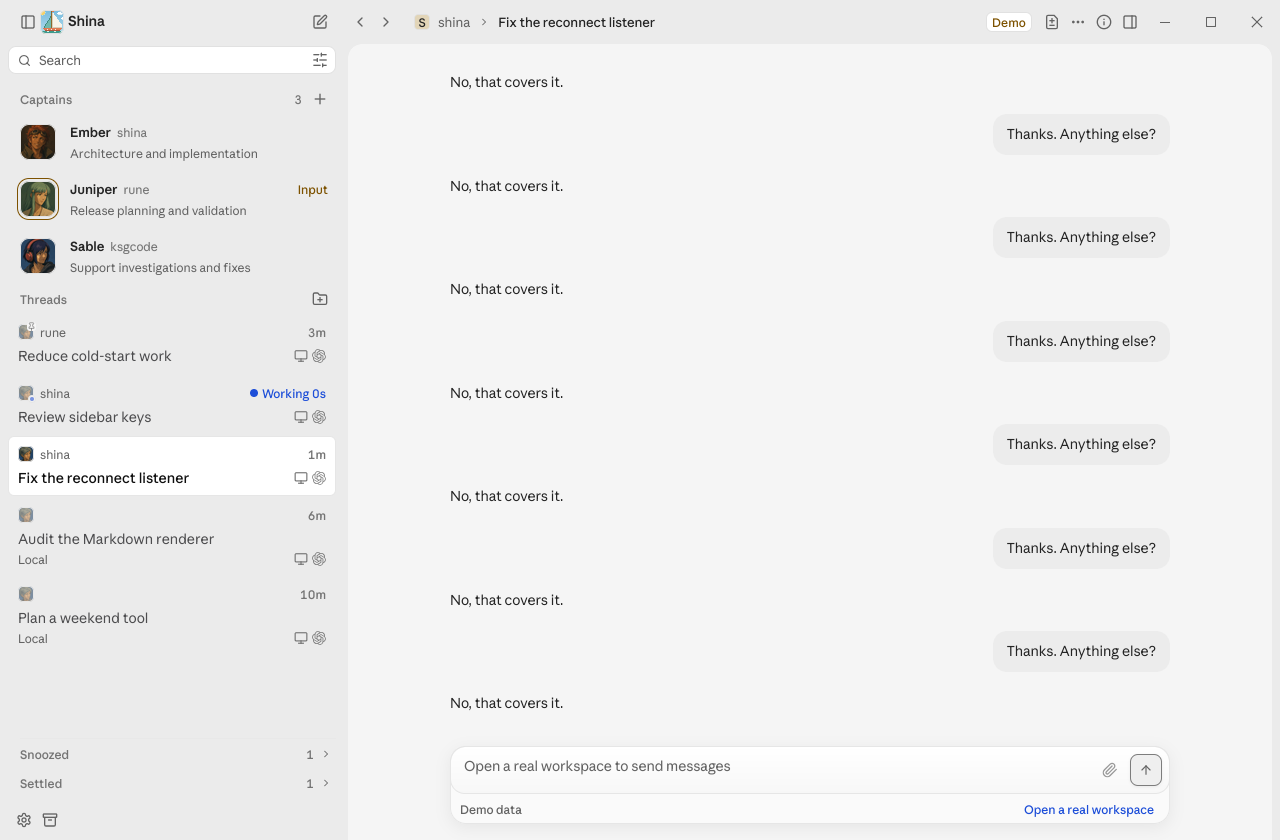 Shina
Search
Captains 3
Ember shina
Architecture and implementation
Juniper rune Input
Release planning and validation
Sable ksgcode
Support investigations and fixes
Threads
rune 3m
Reduce cold-start work
shina Working 0s
Review sidebar keys
shina 1m
Fix the reconnect listener
6m
Audit the Markdown renderer
Local
10m
Plan a weekend tool
Local
Snoozed 1
Settled 1
S shina Fix the reconnect listener Demo
No, that covers it.
Thanks. Anything else?
No, that covers it.
Thanks. Anything else?
No, that covers it.
Thanks. Anything else?
No, that covers it.
Thanks. Anything else?
No, that covers it.
Thanks. Anything else?
No, that covers it.
Thanks. Anything else?
No, that covers it.
Open a real workspace to send messages
Demo data Open a real workspace